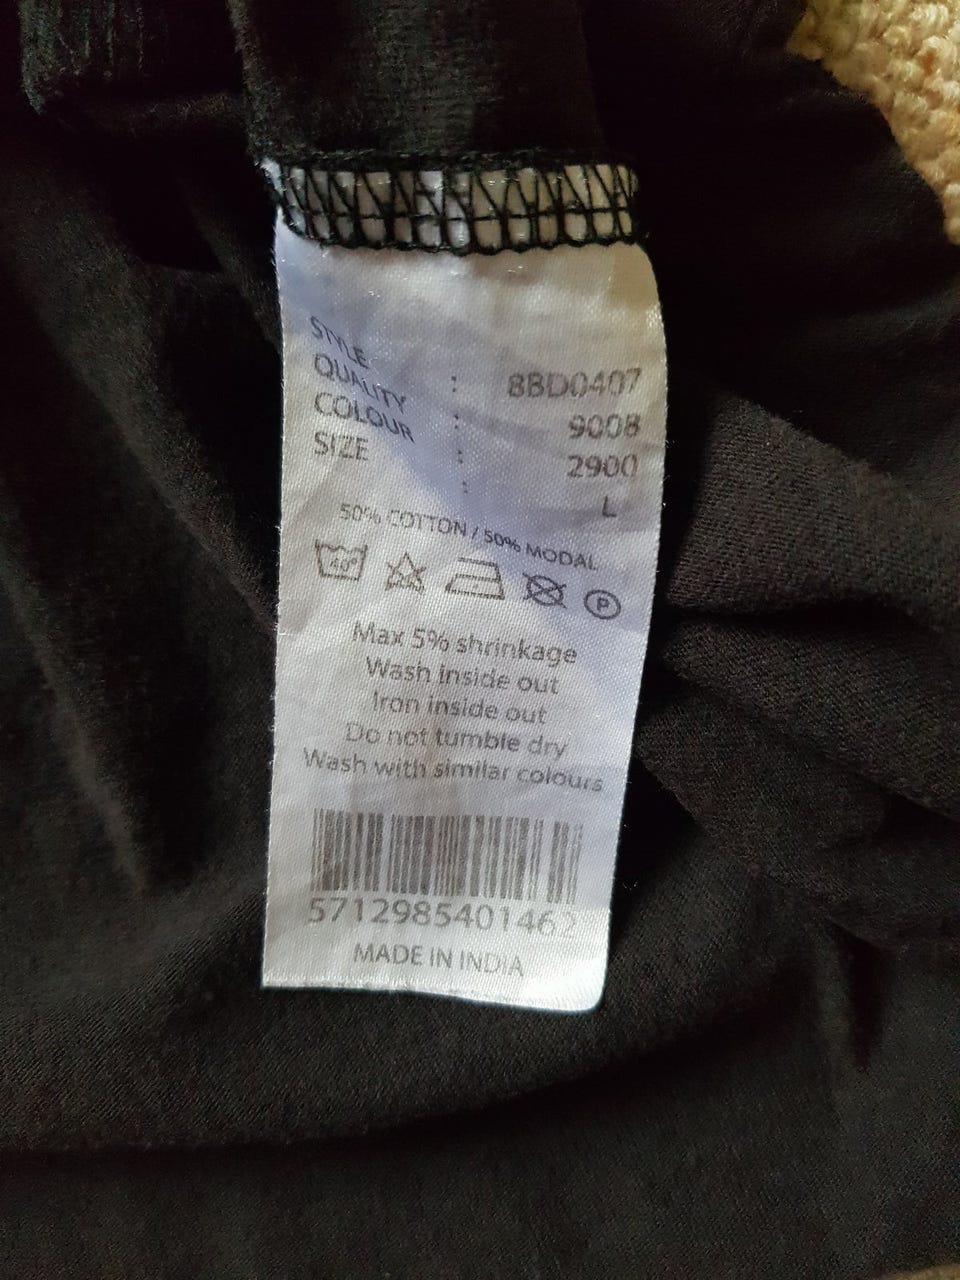 STYLE : 8BD0407
QUALITY : 9008
COLOUR : 2900
SIZE : L
50% COTTON / 50% MODAL
40°
P
Max 5% shrinkage
Wash inside out
Iron inside out
Do not tumble dry
Wash with similar colours
5712985401462
MADE IN INDIA